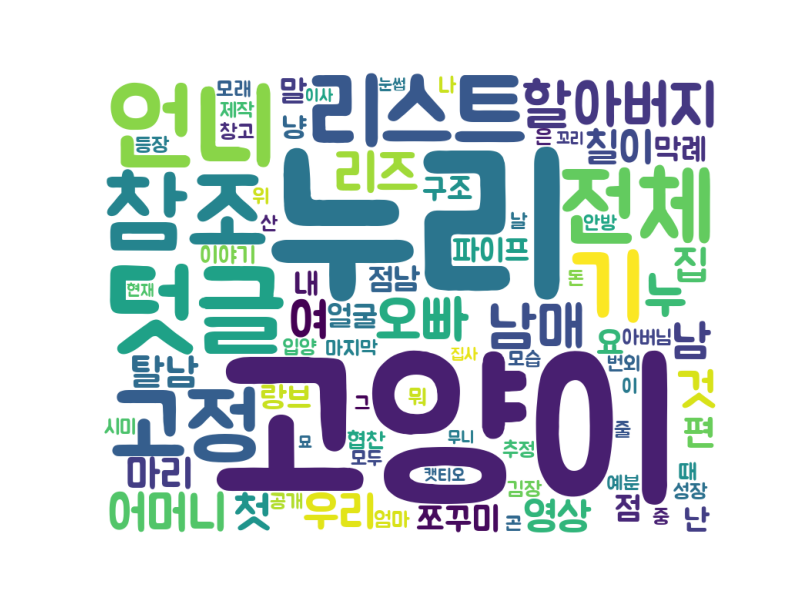 언니
모래
제작
창고
등장
말
이사
냥
리스트
눈썹
나
할아버지
은
꼬리
칠이
막례
참조
위
산
이야기
누리
리즈
구조
날
파이프
전체
안방
집
텃글
현재
점남
내
여
얼굴
오빠
입양
마지막
돈
기
누
남매
요
아버님
남
탈남
고정
랑브
고양이
집사
모습
번외
이
것
시미
마리
그
뭐
묘
협찬
모두
무니
추정
줄
편
캣티오
김장
예분
때
성장
어머니
첫
공개
우리
엄마
쪼꾸미
곤
영상
점
중
난